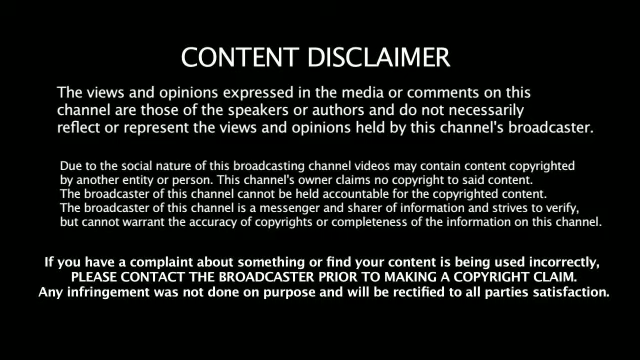 CONTENT DISCLAIMER
The views and opinions expressed in the media or comments on this
channel are those of the speakers or authors and do not necessarily
reflect or represent the views and opinions held by this channel's broadcaster.
Due to the social nature of this broadcasting channel videos may contain content copyrighted
by another entity or person. This channel's owner claims no copyright to said content.
The broadcaster of this channel cannot be held accountable for the copyrighted content.
The broadcaster of this channel is a messenger and sharer of information and strives to verify,
but cannot warrant the accuracy of copyrights or completeness of the information on this channel.
If you have a complaint about something or find your content is being used incorrectly,
PLEASE CONTACT THE BROADCASTER PRIOR TO MAKING A COPYRIGHT CLAIM.
Any infringement was not done on purpose and will be rectified to all parties satisfaction.